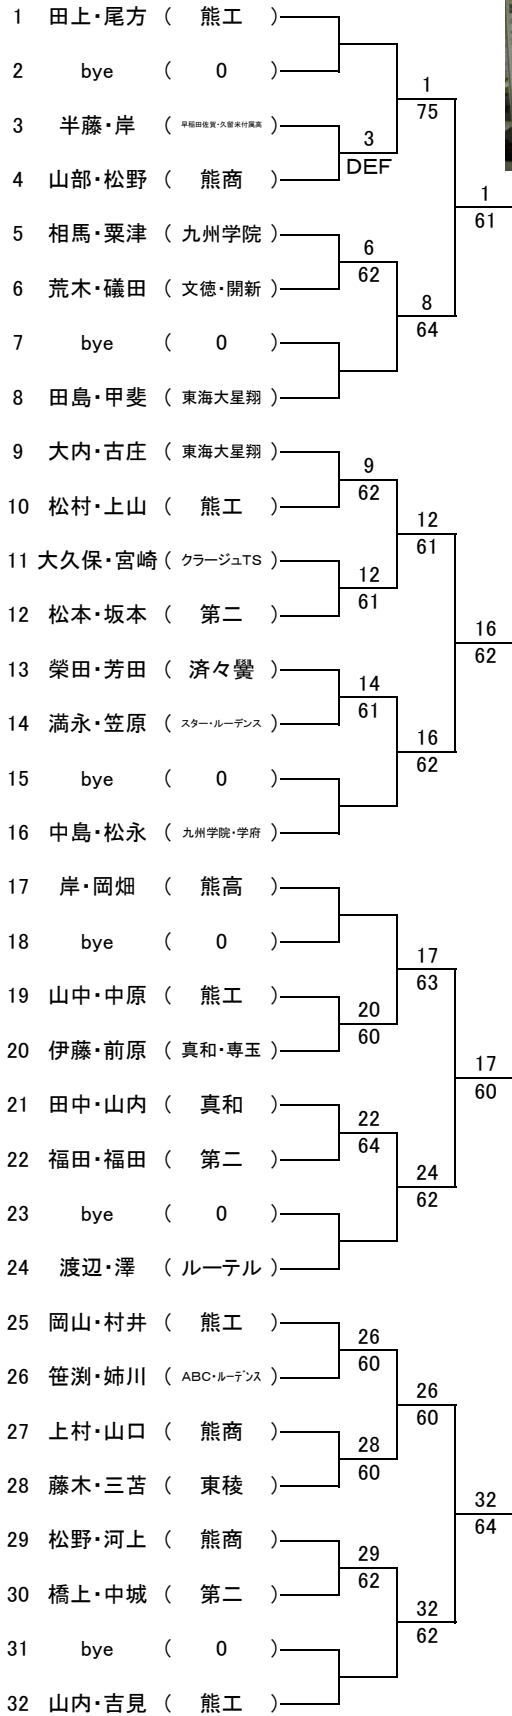 1 田上・尾方 ( 熊工 )
2 bye ( 0 )
1
75
3 半藤・岸 ( 早稲田佐賀・久留米付属高 )
3
DEF
4 山部・松野 ( 熊商 )
1
61
5 相馬・粟津 ( 九州学院 )
6
62
6 荒木・礒田 ( 文徳・開新 )
8
64
7 bye ( 0 )
8 田島・甲斐 ( 東海大星翔 )
9 大内・古庄 ( 東海大星翔 )
9
62
10 松村・上山 ( 熊工 )
12
61
11 大久保・宮崎 ( クラージュTS )
12
61
12 松本・坂本 ( 第二 )
16
62
13 榮田・芳田 ( 済々黌 )
14
61
14 満永・笠原 ( スター・ルーデンス )
16
62
15 bye ( 0 )
16 中島・松永 ( 九州学院・学府 )
17 岸・岡畑 ( 熊高 )
18 bye ( 0 )
17
63
19 山中・中原 ( 熊工 )
20
60
20 伊藤・前原 ( 真和・専玉 )
17
60
21 田中・山内 ( 真和 )
22
64
22 福田・福田 ( 第二 )
24
62
23 bye ( 0 )
24 渡辺・澤 ( ルーテル )
25 岡山・村井 ( 熊工 )
26
60
26 笹渕・姉川 ( ABC・ルーデンス )
26
60
27 上村・山口 ( 熊商 )
28
60
28 藤木・三苫 ( 東稜 )
32
64
29 松野・河上 ( 熊商 )
29
62
30 橋上・中城 ( 第二 )
32
62
31 bye ( 0 )
32 山内・吉見 ( 熊工 )